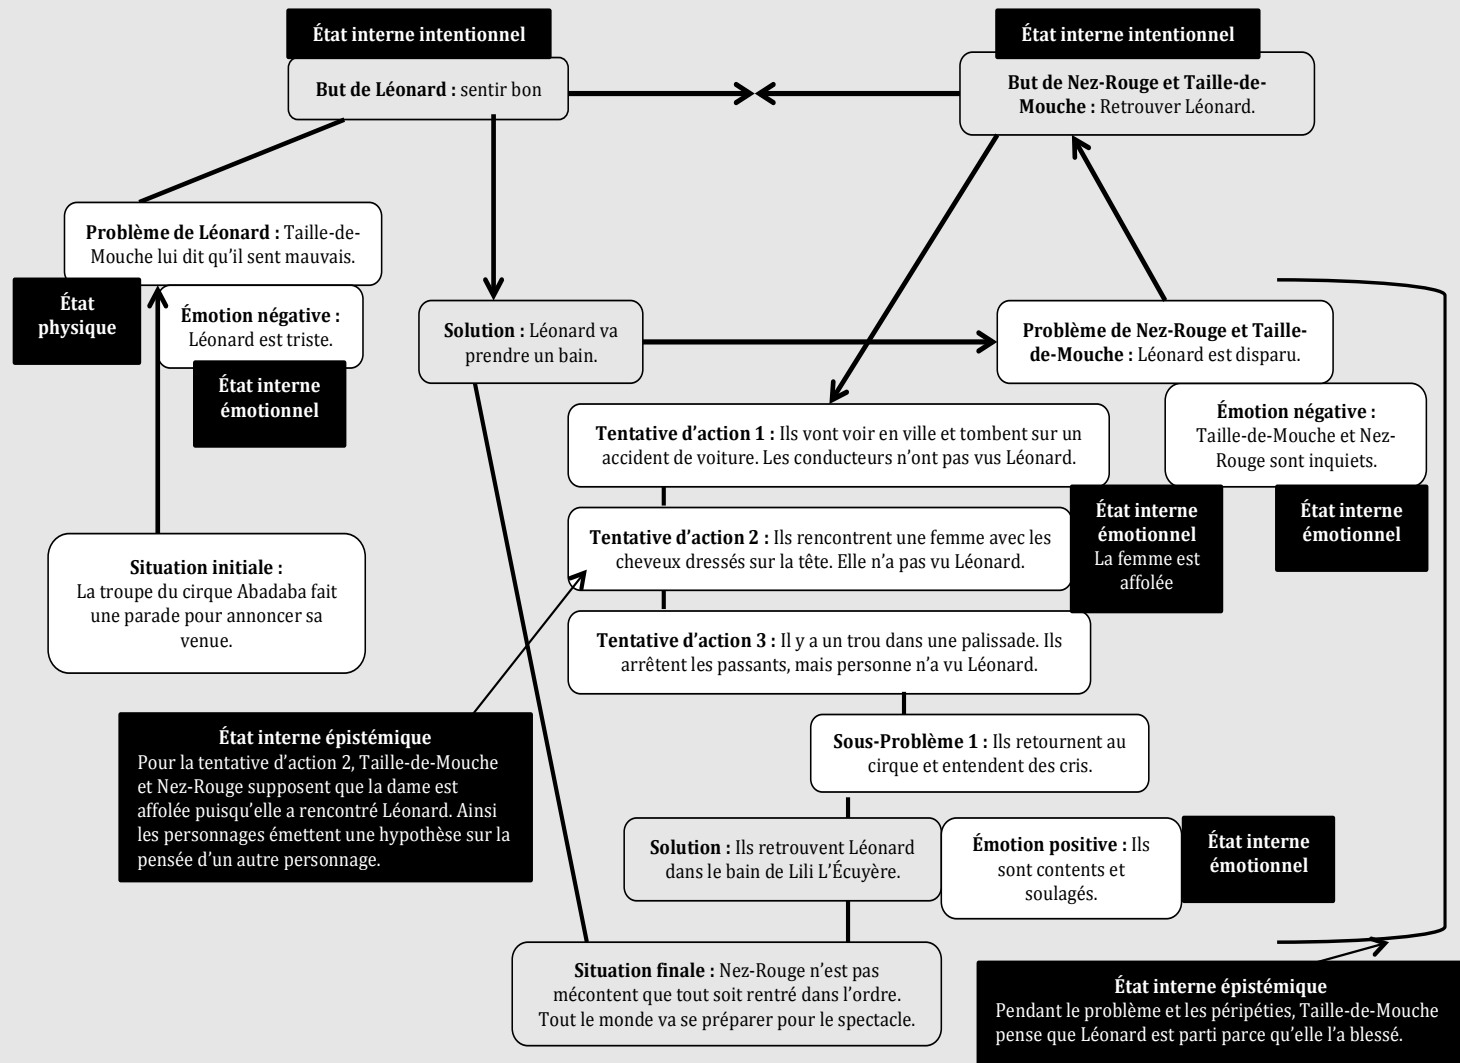 État interne intentionnel
But de Léonard : sentir bon
État interne intentionnel
But de Nez-Rouge et Taille-de-
Mouche : Retrouver Léonard.
Problème de Léonard : Taille-de-
Mouche lui dit qu'il sent mauvais.
État
physique
Émotion négative :
Léonard est triste.
État interne
émotionnel
Situation initiale :
La troupe du cirque Abadaba fait
une parade pour annoncer sa
venue.
Solution : Léonard va
prendre un bain.
Problème de Nez-Rouge et Taille-
de-Mouche : Léonard est disparu.
Émotion négative :
Taille-de-Mouche et Nez-
Rouge sont inquiets.
État interne
émotionnel
Tentative d'action 1 : Ils vont voir en ville et tombent sur un
accident de voiture. Les conducteurs n'ont pas vus Léonard.
Tentative d'action 2 : Ils rencontrent une femme avec les
cheveux dressés sur la tête. Elle n'a pas vu Léonard.
État interne
émotionnel
La femme est
affolée
Tentative d'action 3 : Il y a un trou dans une palissade. Ils
arrêtent les passants, mais personne n'a vu Léonard.
État interne épistémique
Pour la tentative d'action 2, Taille-de-Mouche
et Nez-Rouge supposent que la dame est
affolée puisqu'elle a rencontré Léonard. Ainsi
les personnages émettent une hypothèse sur la
pensée d'un autre personnage.
Sous-Problème 1 : Ils retournent au
cirque et entendent des cris.
Solution : Ils retrouvent Léonard
dans le bain de Lili L'Écuyère.
Émotion positive : Ils
sont contents et
soulagés.
État interne
émotionnel
Situation finale : Nez-Rouge n'est pas
mécontent que tout soit rentré dans l'ordre.
Tout le monde va se préparer pour le spectacle.
État interne épistémique
Pendant le problème et les péripéties, Taille-de-Mouche
pense que Léonard est parti parce qu'elle l'a blessé.